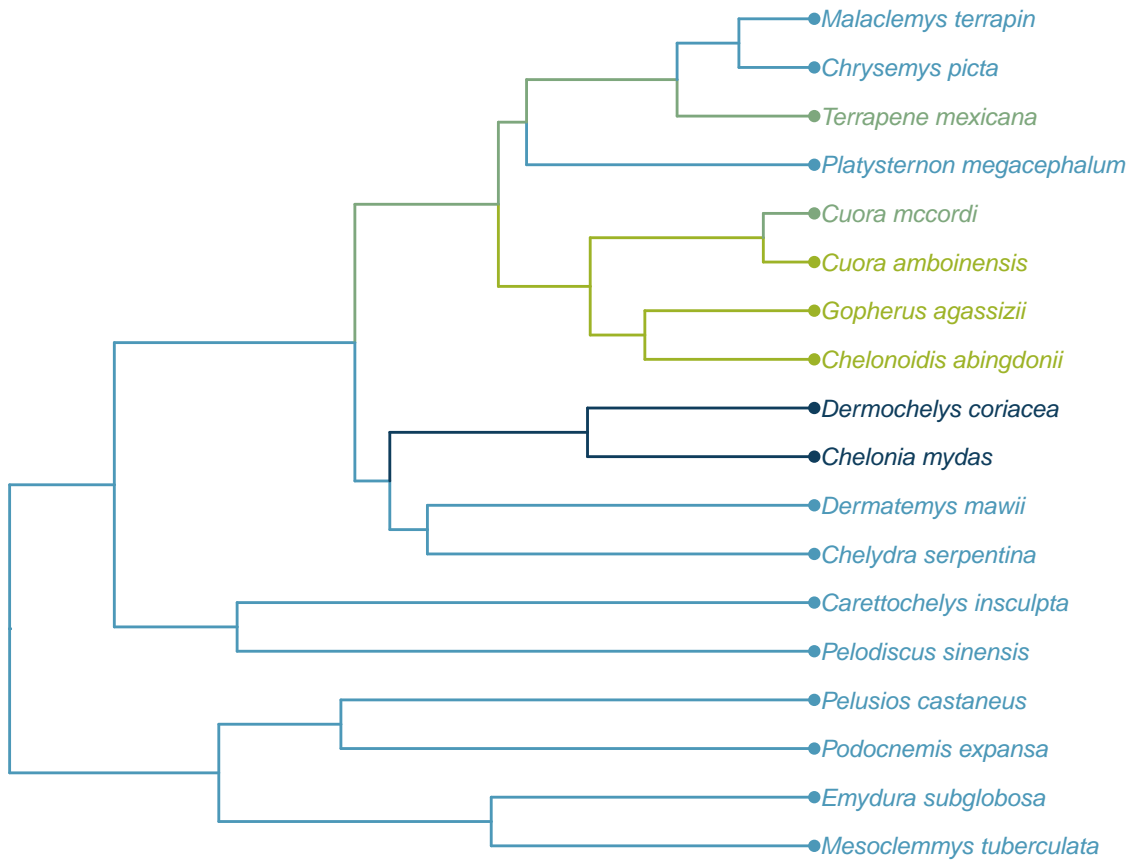 Malaclemys terrapin
Chrysemys picta
Terrapene mexicana
Platysternon megacephalum
Cuora mccordi
Cuora amboinensis
Gopherus agassizii
Chelonoidis abingdonii
Dermochelys coriacea
Chelonia mydas
Dermatemys mawii
Chelydra serpentina
Carettochelys insculpta
Pelodiscus sinensis
Pelusios castaneus
Podocnemis expansa
Emydura subglobosa
Mesoclemmys tuberculata